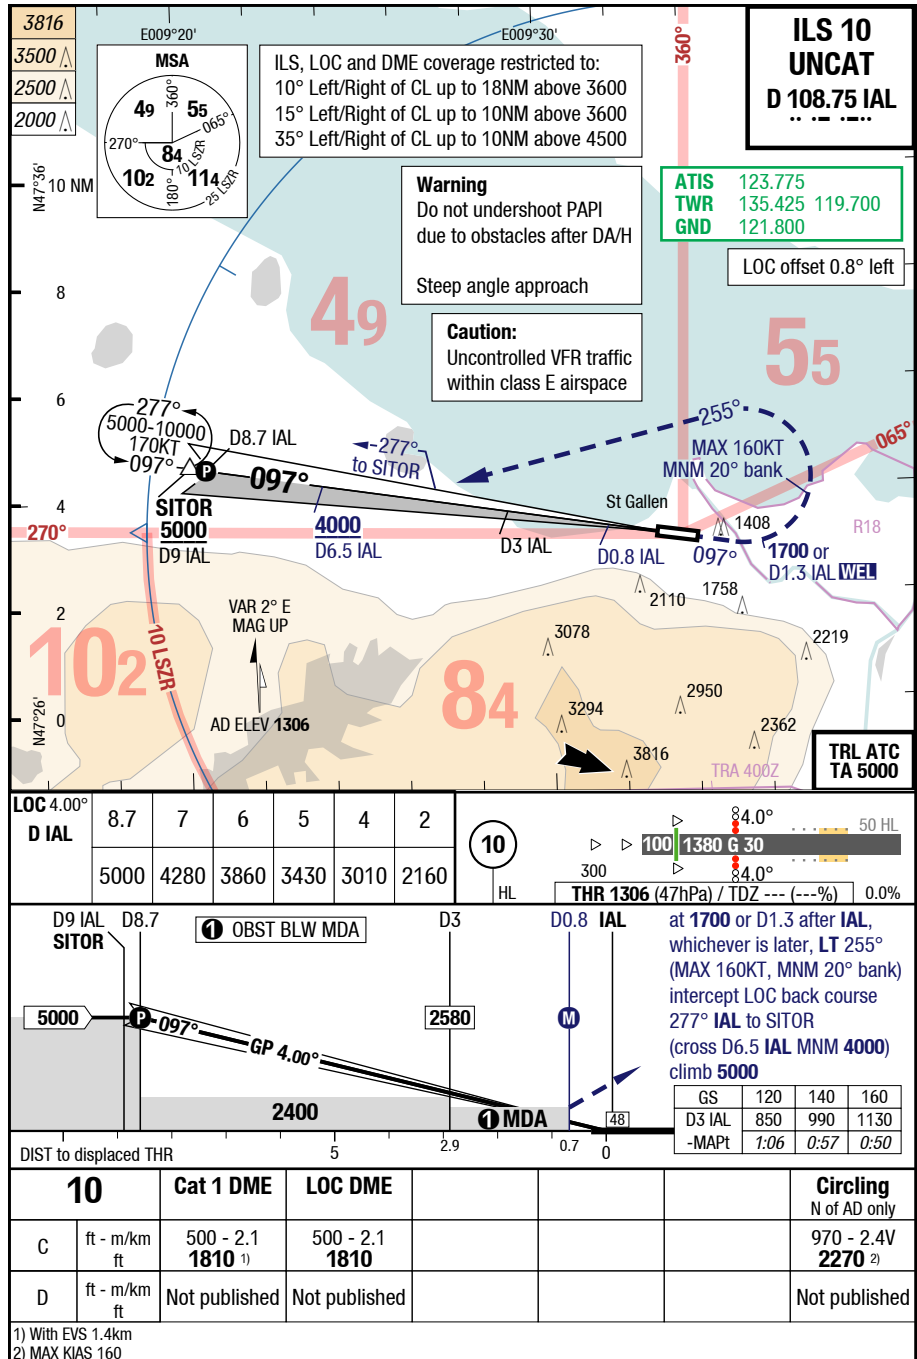 3816
3500
2500
2000
E009°20'
E009°30'
360°
MSA
49
55
360°
065°
270°
84
70 LSZR
102
180°
114
25 LSZR
ILS, LOC and DME coverage restricted to:
10° Left/Right of CL up to 18NM above 3600
15° Left/Right of CL up to 10NM above 3600
35° Left/Right of CL up to 10NM above 4500
ILS 10
UNCAT
D 108.75 IAL
N47°36'
10 NM
Warning
Do not undershoot PAPI
due to obstacles after DA/H
Steep angle approach
ATIS 123.775
TWR 135.425 119.700
GND 121.800
LOC offset 0.8° left
8
49
Caution:
Uncontrolled VFR traffic
within class E airspace
55
6
277°
5000-10000
170KT
097°
D8.7 IAL
P
097°
277°
to SITOR
255°
MAX 160KT
MNM 20° bank
065°
St Gallen
4
SITOR
5000
D9 IAL
270°
4000
D6.5 IAL
D3 IAL
D0.8 IAL
097°
1408
R18
1700 or
D1.3 IAL WEL
2
VAR 2° E
MAG UP
2110
1758
3078
2219
102
10 LSZR
84
2950
3294
2362
N47°26'
0
AD ELEV 1306
3816
TRA 400Z
TRL ATC
TA 5000
LOC 4.00°
D IAL
8.7 7 6 5 4 2
5000 4280 3860 3430 3010 2160
10
HL
4.0°
50 HL
100 1380 G 30
300
4.0°
THR 1306 (47hPa) / TDZ --- (---%) 0.0%
D9 IAL D8.7
SITOR
1 OBST BLW MDA
D3
D0.8 IAL
at 1700 or D1.3 after IAL,
whichever is later, LT 255°
(MAX 160KT, MNM 20° bank)
intercept LOC back course
277° IAL to SITOR
(cross D6.5 IAL MNM 4000)
climb 5000
5000
P
097°
GP 4.00°
2580
M
2400
1 MDA
48
GS 120 140 160
D3 IAL 850 990 1130
-MAPt 1:06 0:57 0:50
DIST to displaced THR
5
2.9
0.7
0
10
Cat 1 DME
LOC DME
Circling
N of AD only
C
ft - m/km
ft
500 - 2.1
1810 1)
500 - 2.1
1810
970 - 2.4V
2270 2)
D
ft - m/km
ft
Not published
Not published
Not published
1) With EVS 1.4km
2) MAX KIAS 160